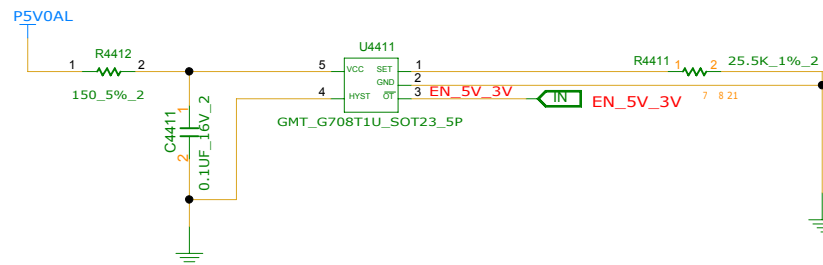 P5V0AL
U4411
1 R4412 2
150_5%_2
5 VCC SET 1
GND 2
4 HYST OT 3
EN_5V_3V
GMT_G708T1U_SOT23_5P
IN
EN_5V_3V
R4411 1 2 25.5K_1%_2
7 8 21
C4411
1
2
0.1UF_16V_2